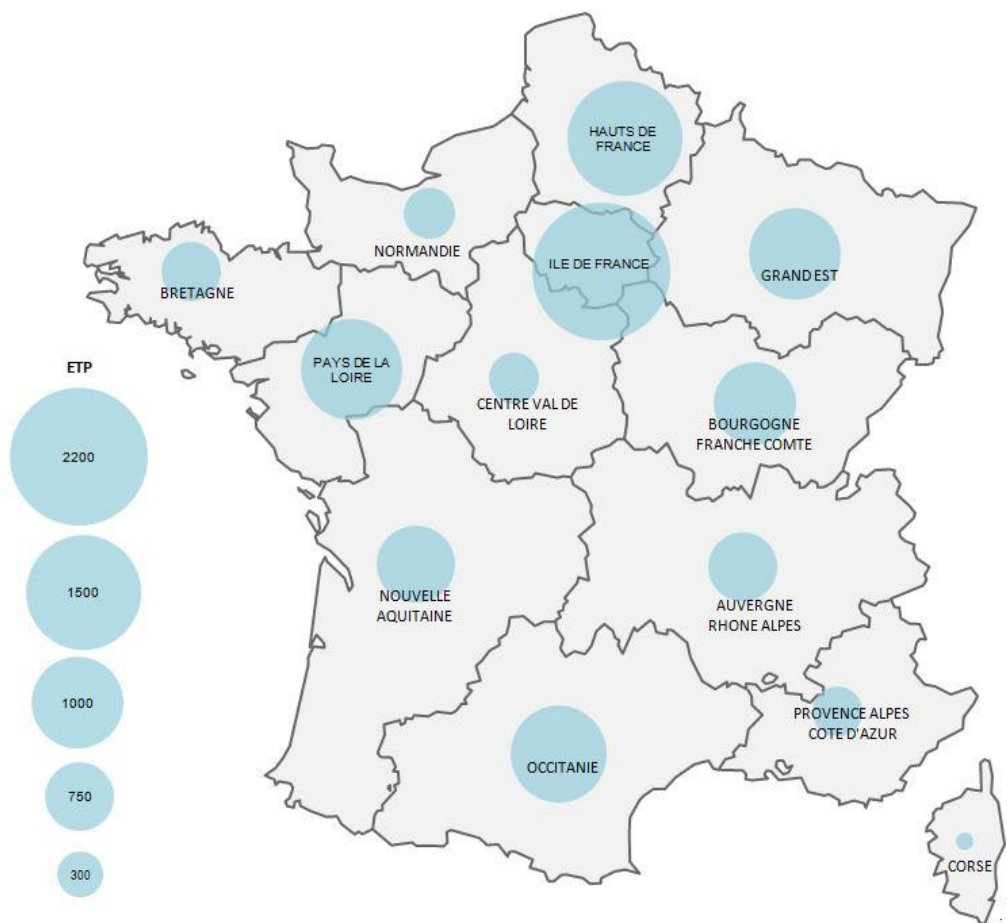 HAUTS DE
FRANCE
NORMANDIE
ILE DE FRANCE
GRAND EST
BRETAGNE
PAYS DE LA
LOIRE
CENTRE VAL DE
LOIRE
BOURGOGNE
FRANCHE COMTE
NOUVELLE
AQUITAINE
AUVERGNE
RHONE ALPES
PROVENCE ALPES
COTE D'AZUR
OCCITANIE
CORSE
ETP
2200
1500
1000
750
300